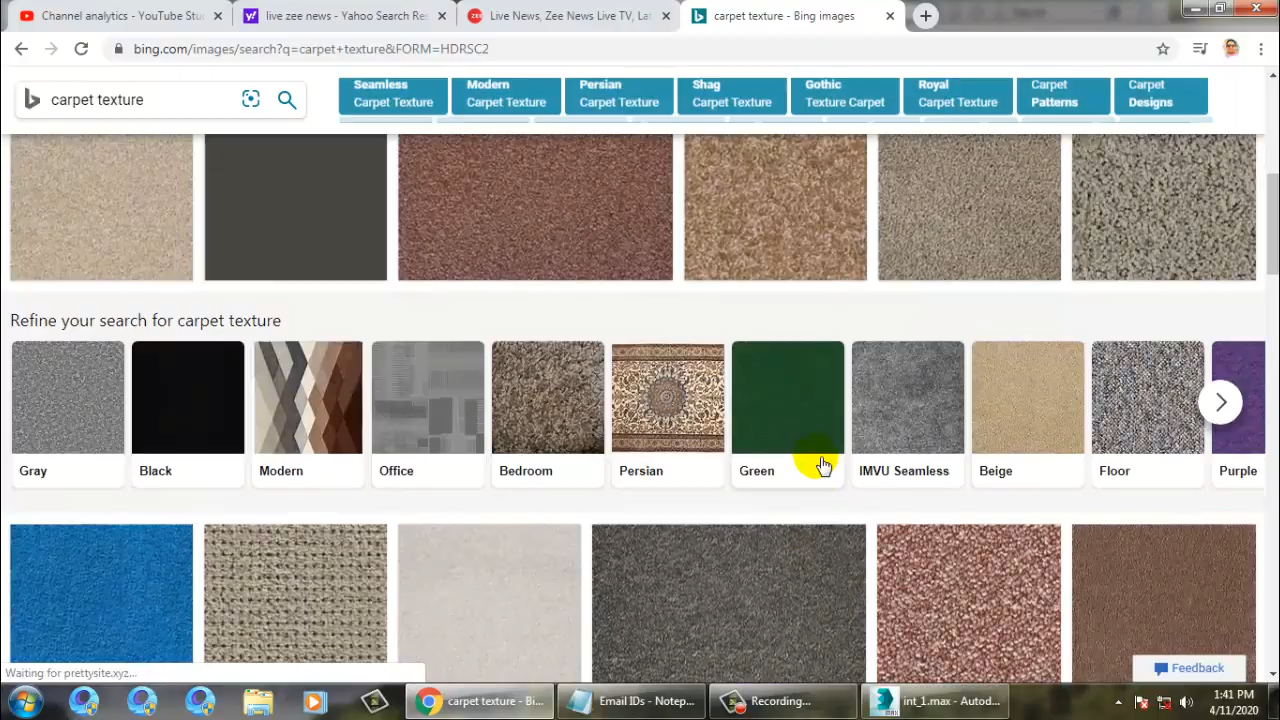 Channel analytics - YouTube Stu
live zee news - Yahoo Search Res
Live News, Zee News Live TV, Lat
carpet texture - Bing images
bing.com/images/search?q=carpet+texture&FORM=HDRSC2
carpet texture
Seamless
Carpet Texture
Modern
Carpet Texture
Persian
Carpet Texture
Shag
Carpet Texture
Gothic
Texture Carpet
Royal
Carpet Texture
Carpet
Patterns
Carpet
Designs
Refine your search for carpet texture
Gray
Black
Modern
Office
Bedroom
Persian
Green
IMVU Seamless
Beige
Floor
Purple
Feedback
Waiting for prettysite.xyz...
carpet texture - Bi...
Email IDs - Notep...
Recording...
int_1.max - Autod...
1:41 PM
4/11/2020